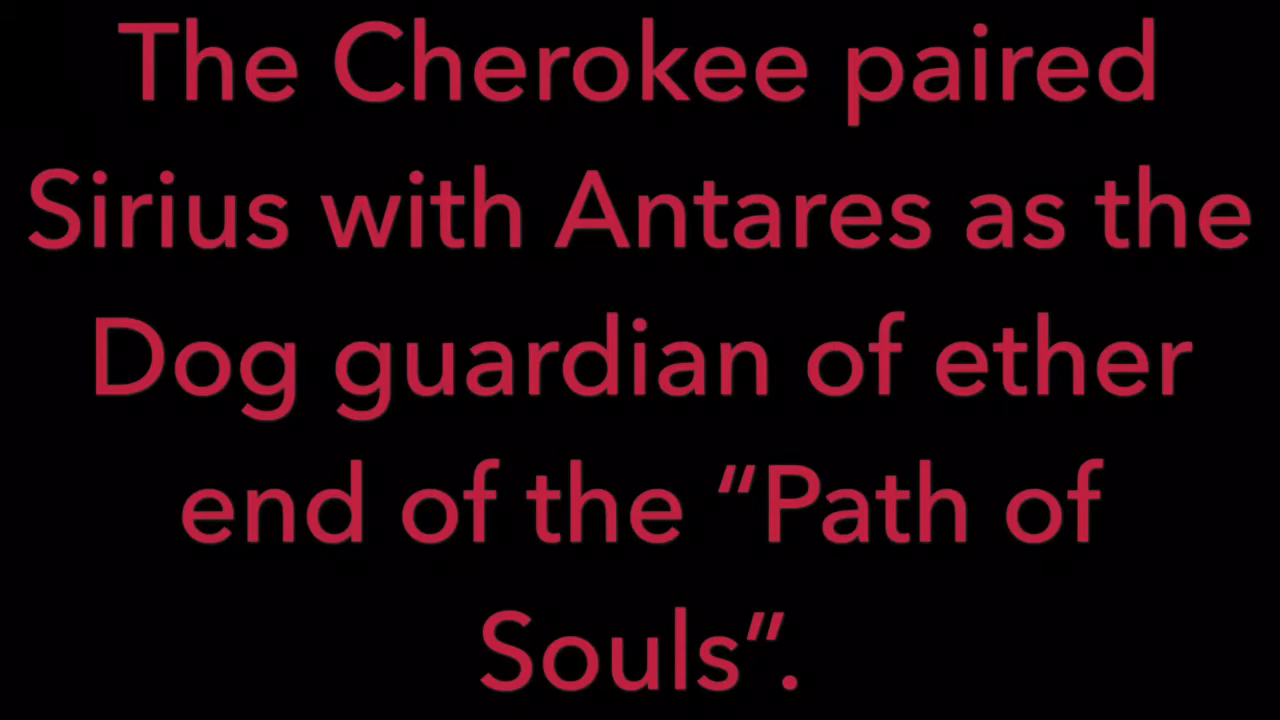 The Cherokee paired
Sirius with Antares as the
Dog guardian of ether
end of the “Path of
Souls”.